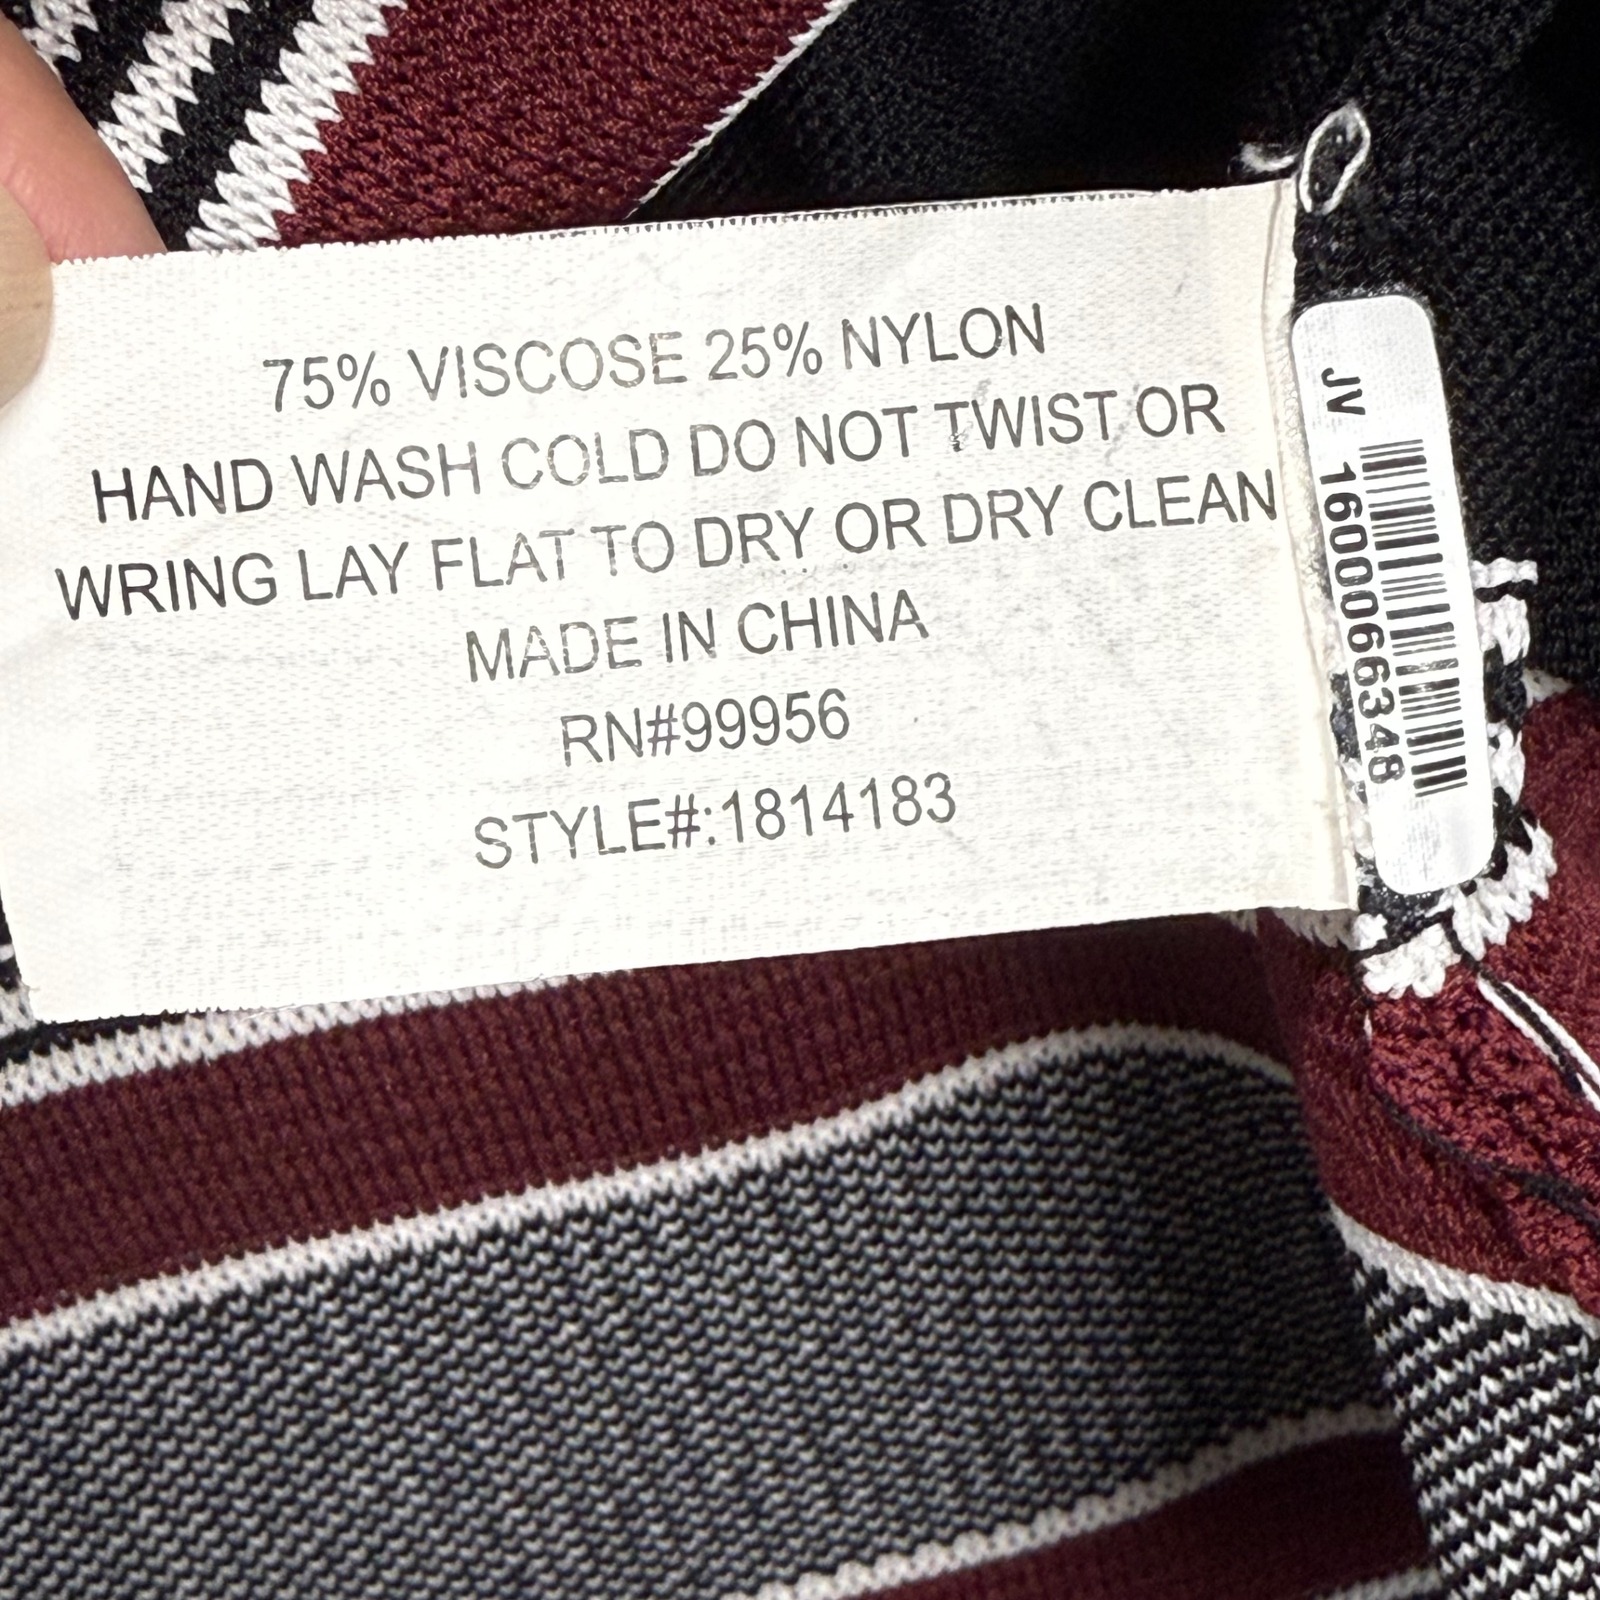 75% VISCOSE 25% NYLON
HAND WASH COLD DO NOT TWIST OR
WRING LAY FLAT TO DRY OR DRY CLEAN
MADE IN CHINA
RN#99956
STYLE#:1814183
JV 1600066348